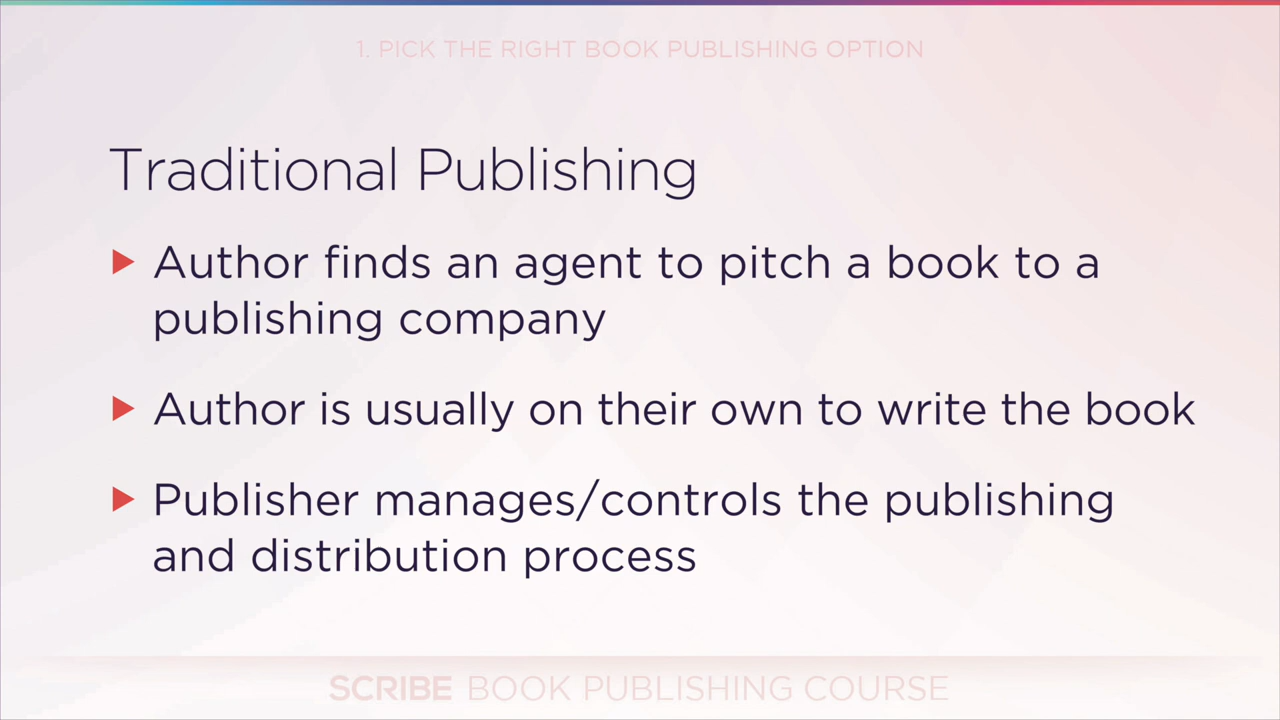 1. PICK THE RIGHT BOOK PUBLISHING OPTION
Traditional Publishing
Author finds an agent to pitch a book to a
publishing company
Author is usually on their own to write the book
Publisher manages/controls the publishing
and distribution process
SCRIBE BOOK PUBLISHING COURSE